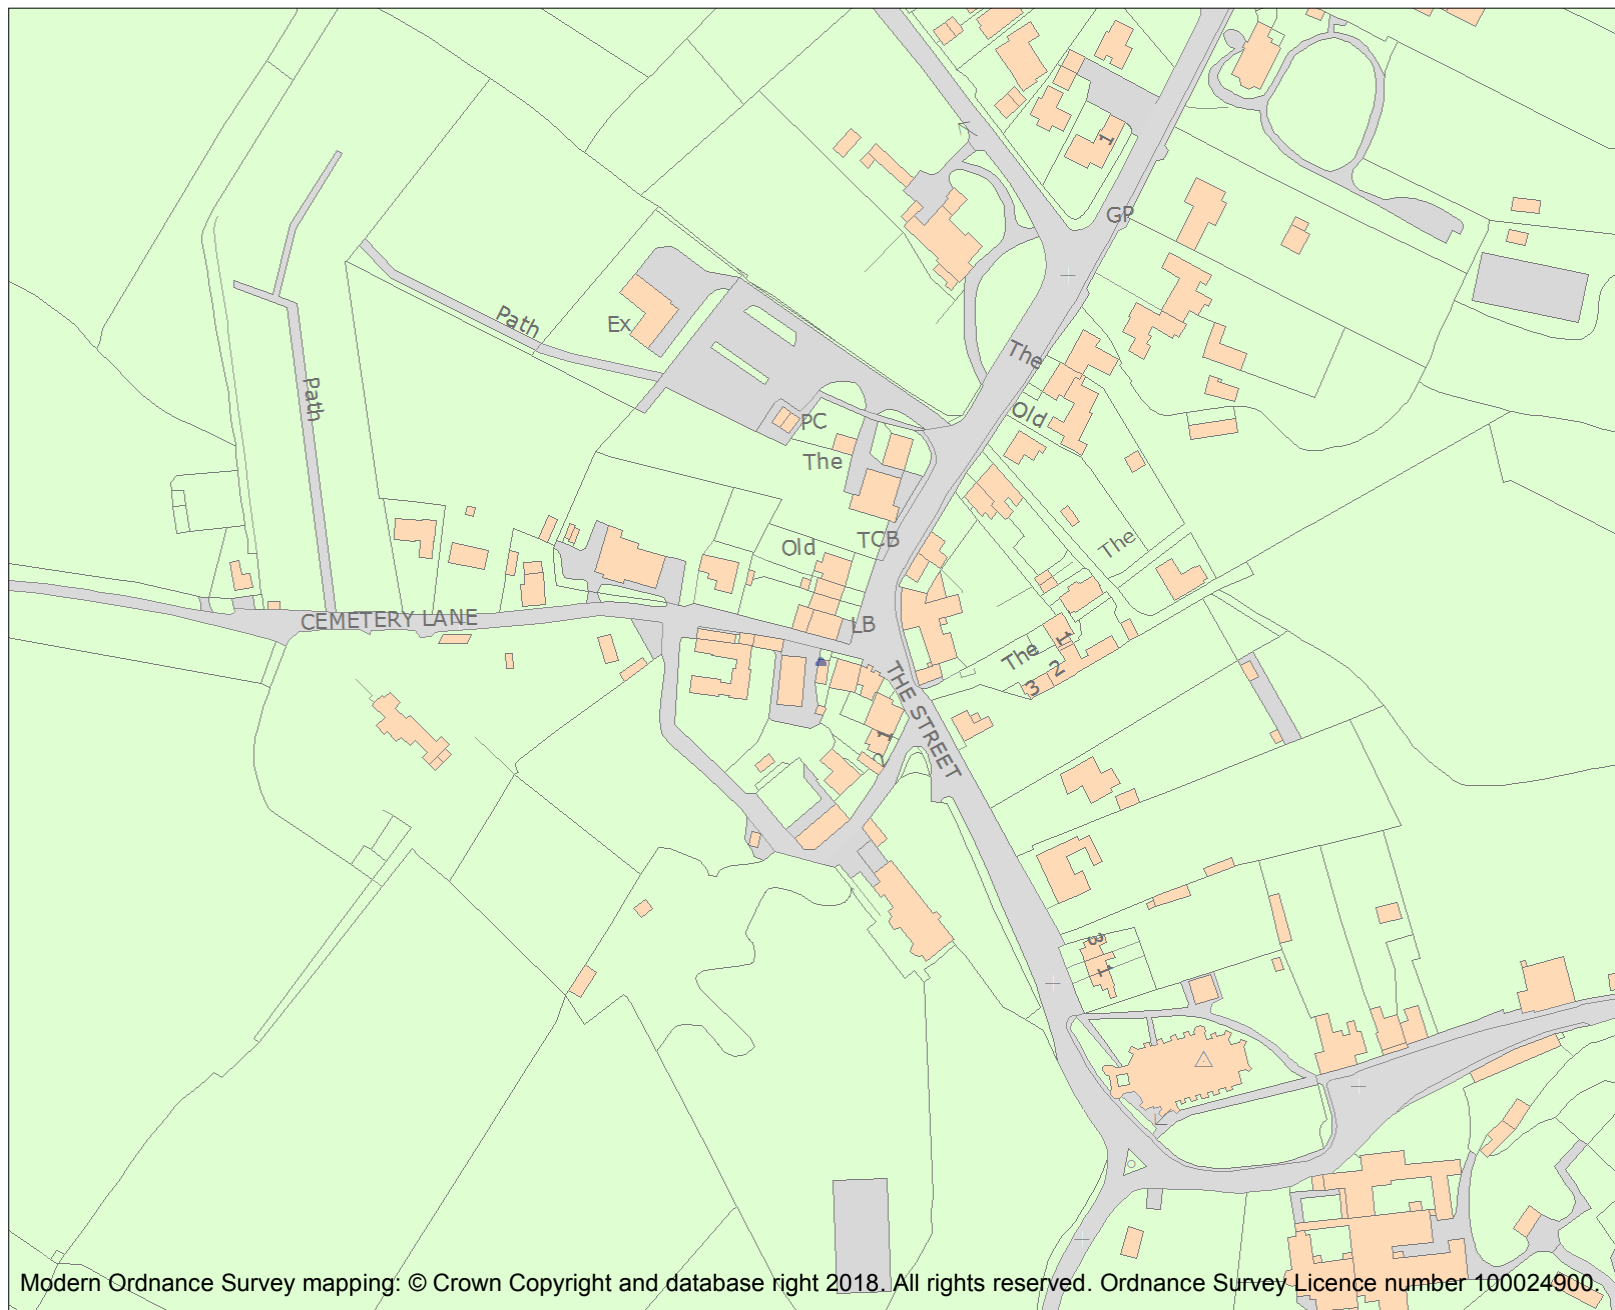 1
GP
Path
Ex
The
Path
Old
PC
The
TCB
Old
The
CEMETERY LANE
LB
1
The
2
3
THE STREET
1
2
3
1
Modern Ordnance Survey mapping: © Crown Copyright and database right 2018. All rights reserved. Ordnance Survey Licence number 100024900.